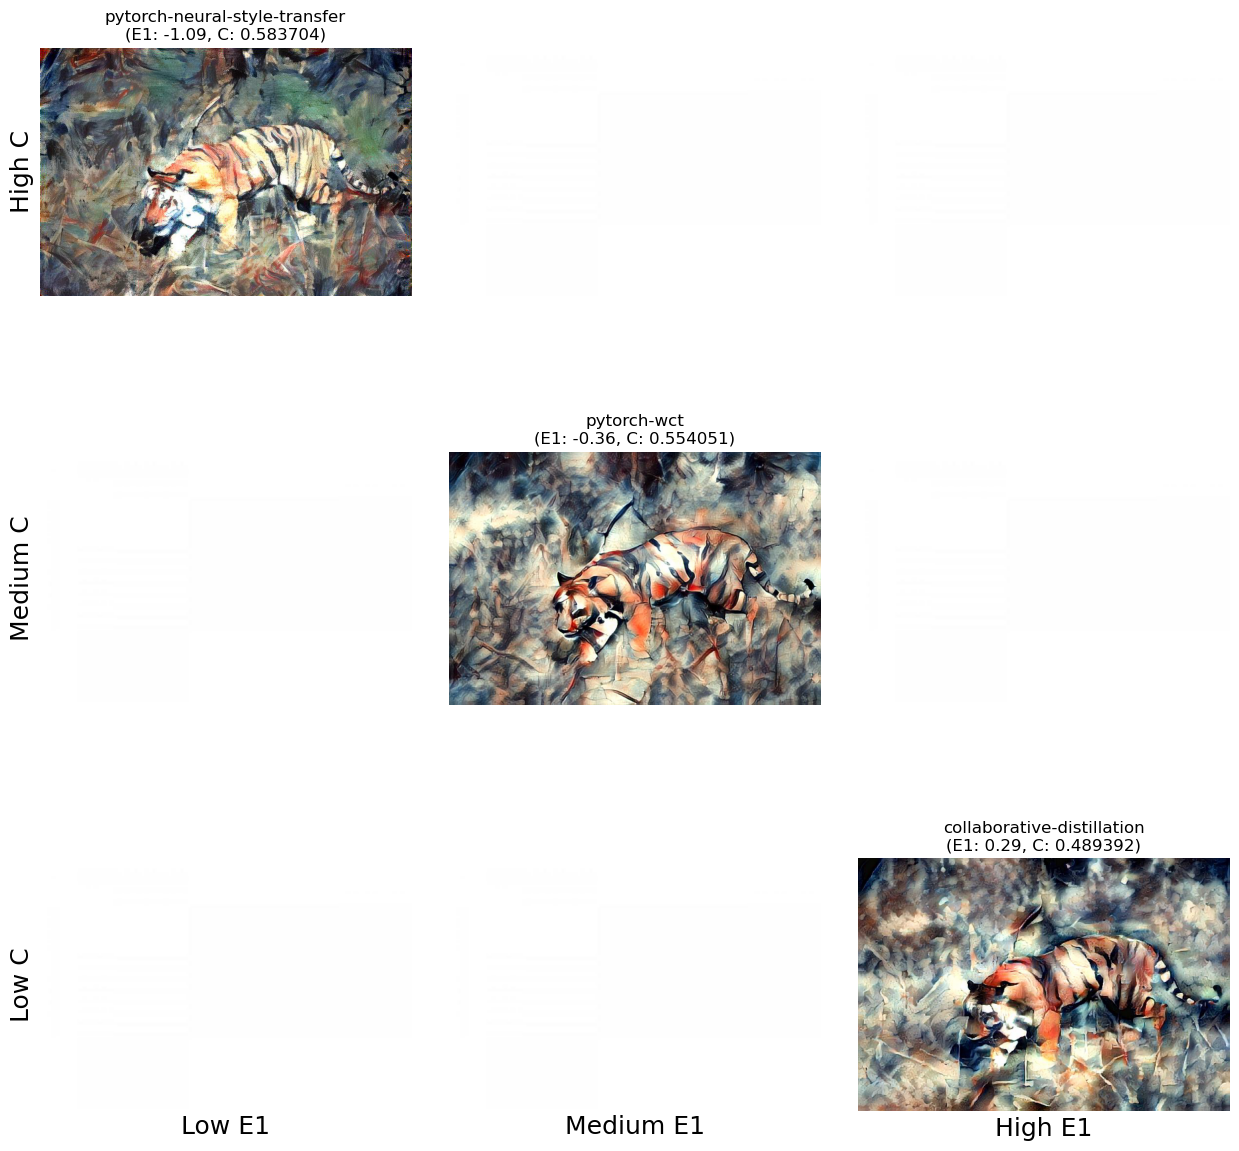 pytorch-neural-style-transfer
(E1: -1.09, C: 0.583704)
High C
pytorch-wct
(E1: -0.36, C: 0.554051)
Medium C
collaborative-distillation
(E1: 0.29, C: 0.489392)
Low C
Low E1
Medium E1
High E1